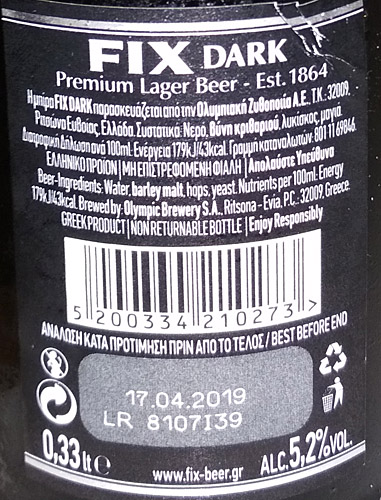 FIX DARK
Premium Lager Beer - Est. 1864
Η μπύρα FIX DARK παρασκευάζεται από την Ολυμπιακή Ζυθοποιία Α.Ε., Τ.Κ.: 32009,
Ριτσώνα Ευβοίας, Ελλάδα. Συστατικά: Νερό, Βύνη κριθαριού, λυκίσκος, μαγιά.
Διατροφική Δήλωση ανά 100ml: Ενέργεια 179kJ/43kcal. Γραμμή καταναλωτών: 801 11 69846.
ΕΛΛΗΝΙΚΟ ΠΡΟΪΟΝ | ΜΗ ΕΠΙΣΤΡΕΦΟΜΕΝΗ ΦΙΑΛΗ | Απολαύστε Υπεύθυνα
Beer-Ingredients: Water, barley malt, hops, yeast. Nutrients per 100ml: Energy
179kJ/43kcal. Brewed by: Olympic Brewery S.A., Ritsona - Evia, P.C.: 32009, Greece.
GREEK PRODUCT | NON RETURNABLE BOTTLE | Enjoy Responsibly
5 200334 210273 >
ΑΝΑΛΩΣΗ ΚΑΤΑ ΠΡΟΤΙΜΗΣΗ ΠΡΙΝ ΑΠΟ ΤΟ ΤΕΛΟΣ / BEST BEFORE END
17.04.2019
LR 8107I39
0,33lt e
www.fix-beer.gr
ALC. 5,2% VOL.